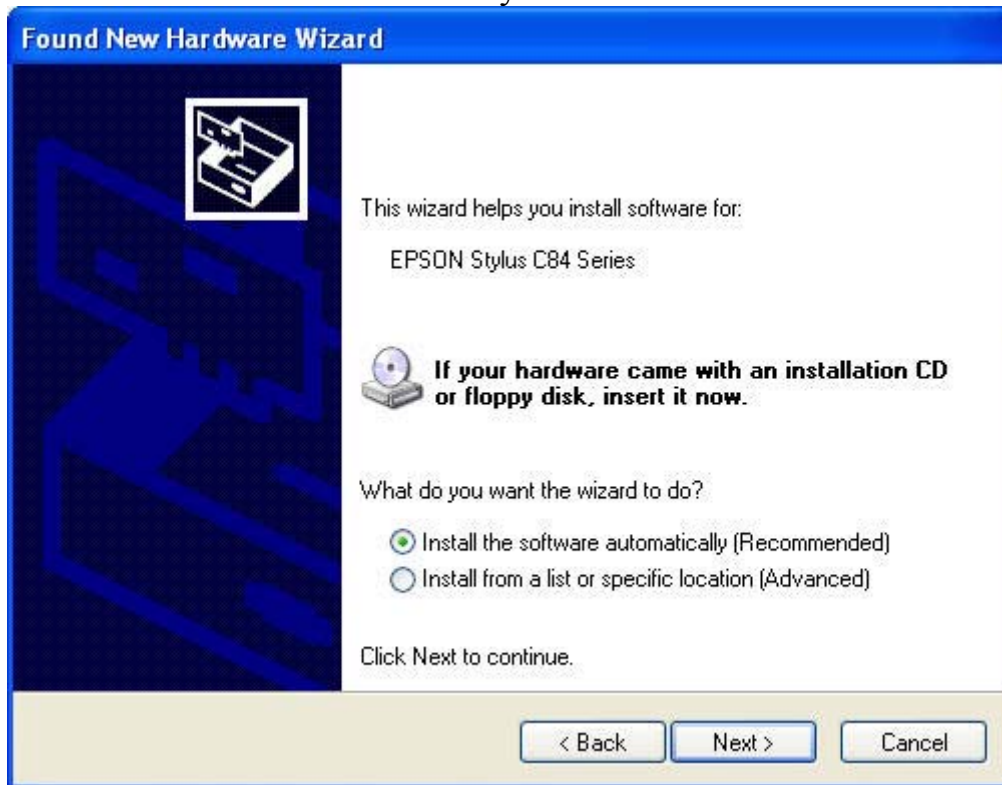 Found New Hardware Wizard
This wizard helps you install software for:
EPSON Stylus C84 Series
If your hardware came with an installation CD
or floppy disk, insert it now.
What do you want the wizard to do?
Install the software automatically (Recommended)
Install from a list or specific location (Advanced)
Click Next to continue.
< Back Next > Cancel